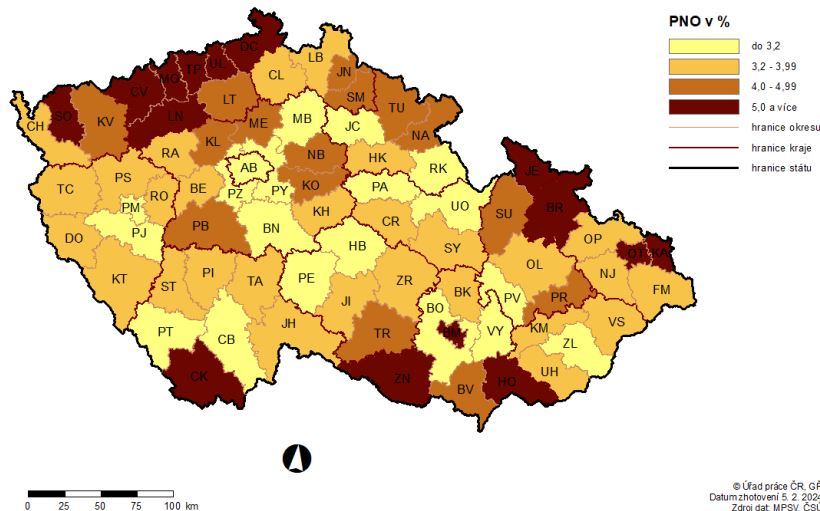 PNO v %
do 3,2
3,2 - 3,99
4,0 - 4,99
5,0 a více
hranice okresu
hranice kraje
hranice státu
DC
LB
UL
TP
JN
MO
CL
SM
CV
LT
TU
SO
KV
LN
ME
MB
NA
CH
JC
KL
RA
NB
HK
AB
RK
JE
TC
PS
BE
KO
PA
RO
PZ
PY
BR
PM
UO
SU
PJ
PB
KH
CR
DO
BN
OP
HB
SY
OT
KA
KT
ST
PI
TA
PE
ZR
OL
NJ
FM
JI
BK
PR
PT
CB
JH
TR
BO
PV
VS
BM
VY
KM
ZL
CK
ZN
BV
HO
UH
0 25 50 100 km
© Úřad práce ČR, GŘ
Datum zhotovení 5. 2. 2024
Zdroj dat: MPSV, ČSÚ